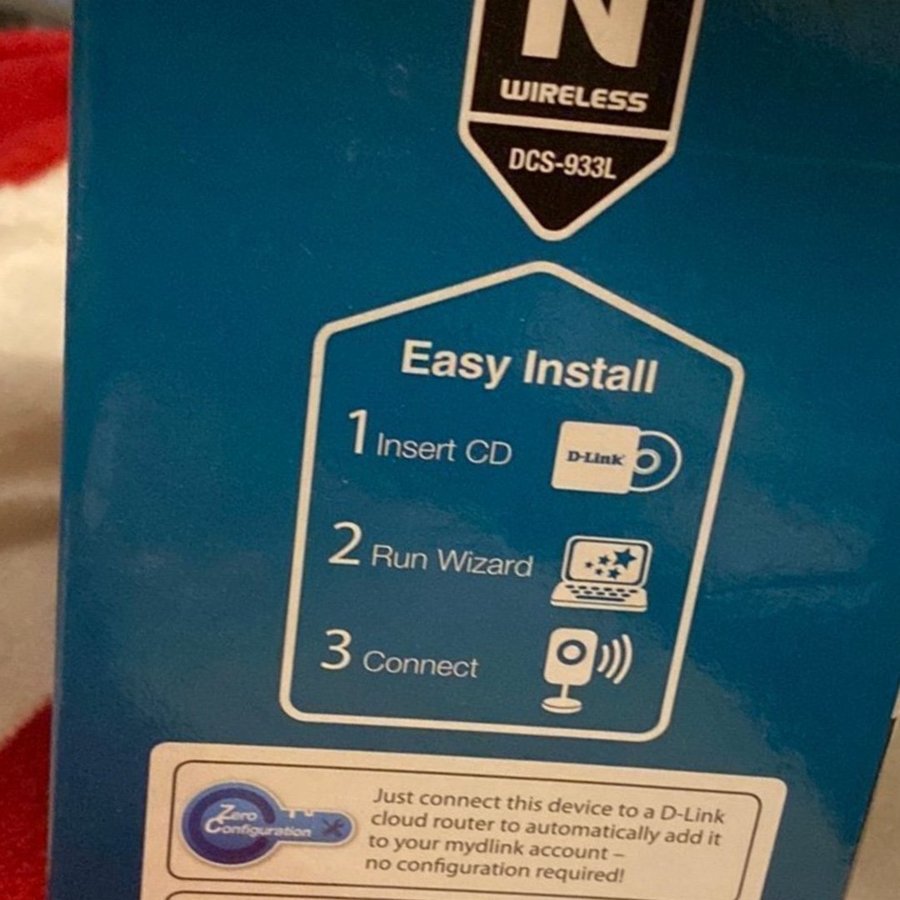 N
WIRELESS
DCS-933L
Easy Install
1 Insert CD
D-Link
2 Run Wizard
3 Connect
Zero
Configuration
Just connect this device to a D-Link
cloud router to automatically add it
to your mydlink account –
no configuration required!